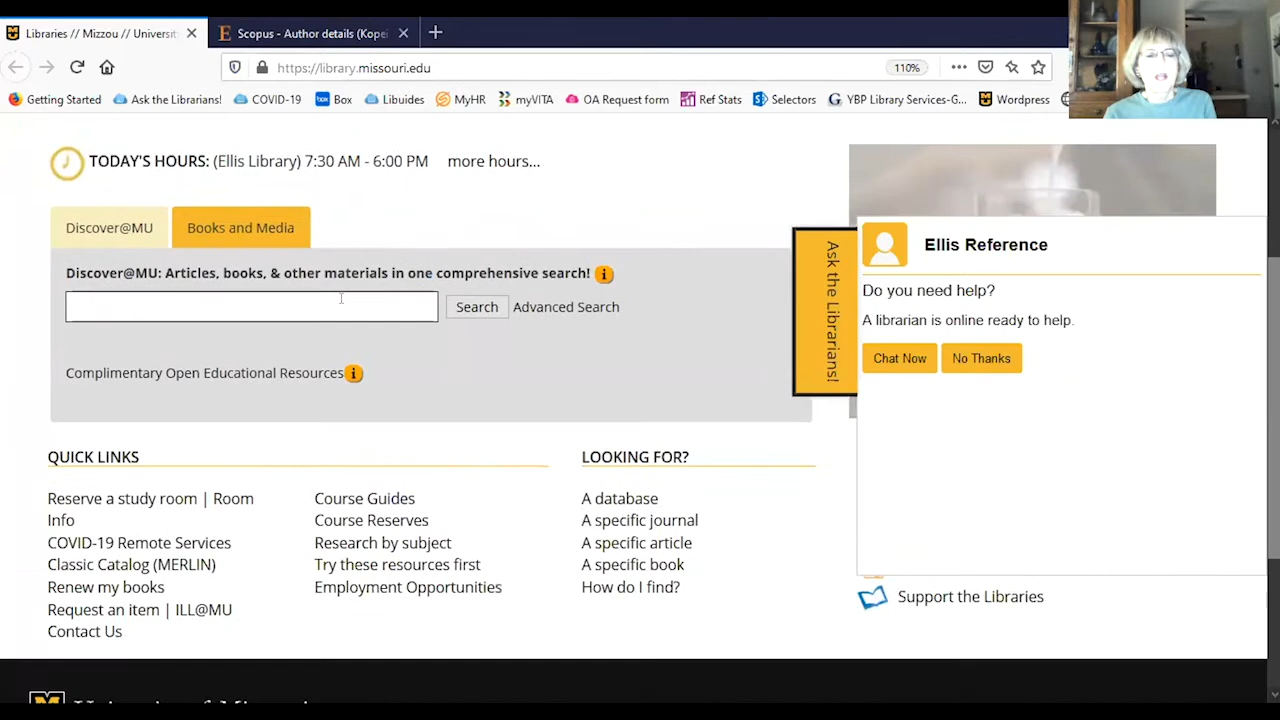 Libraries // Mizzou // Universit
Scopus - Author details (Kope
https://library.missouri.edu
110%
Getting Started
Ask the Librarians!
COVID-19
Box
Libuides
MyHR
myVITA
OA Request form
Ref Stats
Selectors
YBP Library Services-G...
Wordpress
TODAY'S HOURS: (Ellis Library) 7:30 AM - 6:00 PM more hours...
Discover@MU
Books and Media
Discover@MU: Articles, books, & other materials in one comprehensive search!
Search
Advanced Search
Complimentary Open Educational Resources
Ask the Librarians!
Ellis Reference
Do you need help?
A librarian is online ready to help.
Chat Now
No Thanks
QUICK LINKS
Reserve a study room | Room
Info
COVID-19 Remote Services
Classic Catalog (MERLIN)
Renew my books
Request an item | ILL@MU
Contact Us
Course Guides
Course Reserves
Research by subject
Try these resources first
Employment Opportunities
LOOKING FOR?
A database
A specific journal
A specific article
A specific book
How do I find?
Support the Libraries